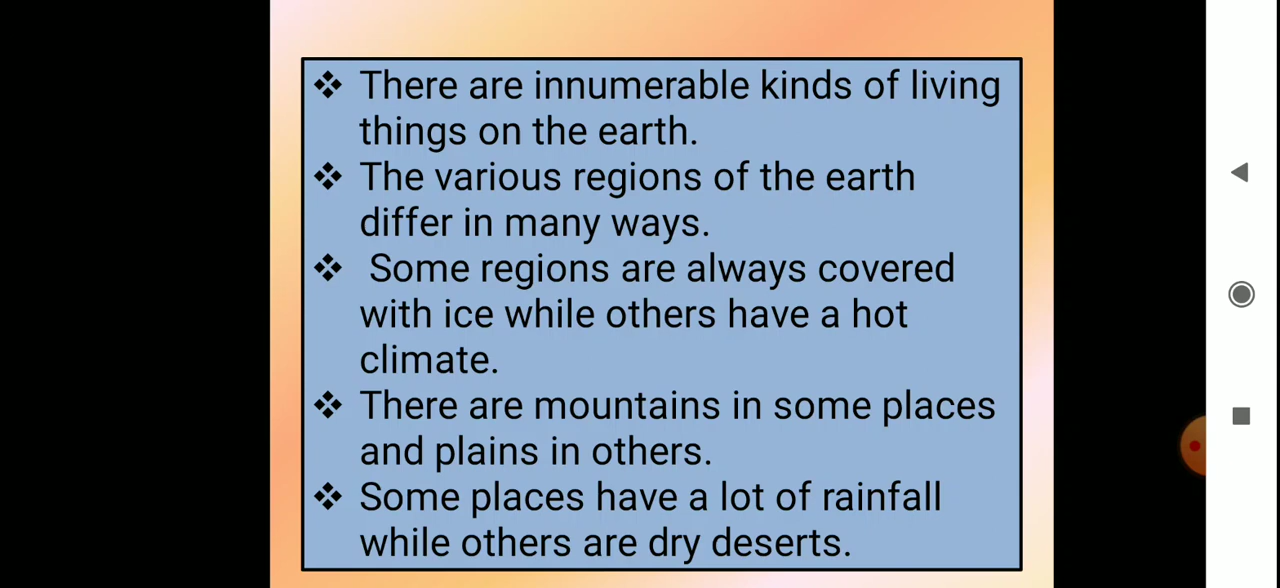 ❖ There are innumerable kinds of living
things on the earth.
❖ The various regions of the earth
differ in many ways.
❖ Some regions are always covered
with ice while others have a hot
climate.
❖ There are mountains in some places
and plains in others.
❖ Some places have a lot of rainfall
while others are dry deserts.